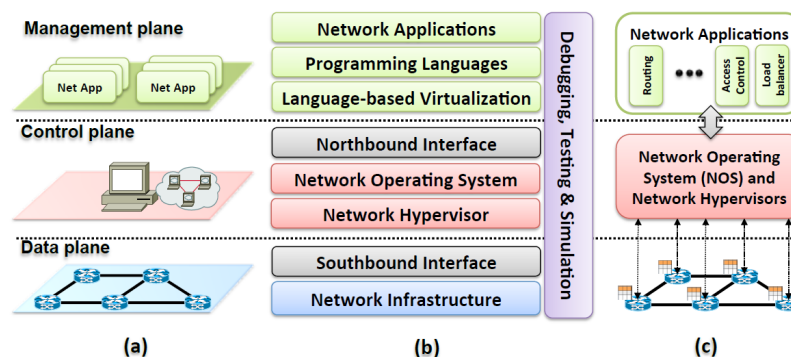 Management plane
Net App
Net App
Control plane
Data plane
(a)
Network Applications
Programming Languages
Language-based Virtualization
Northbound Interface
Network Operating System
Network Hypervisor
Southbound Interface
Network Infrastructure
Debugging, Testing & Simulation
(b)
Network Applications
Routing
Access
Control
Load
balancer
Network Operating
System (NOS) and
Network Hypervisors
(c)